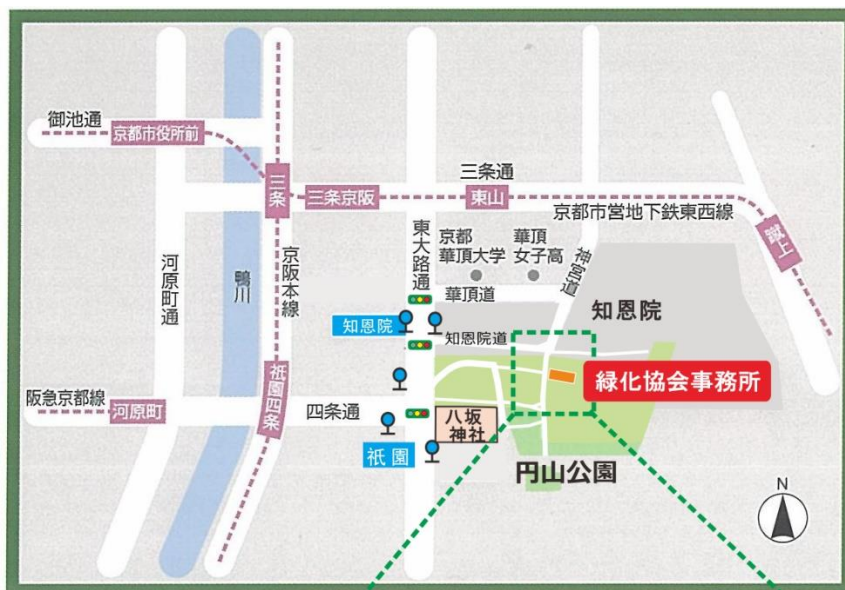 御池通
京都市役所前
三条
三条京阪
三条通
東山
京都市営地下鉄東西線
蹴上
河原町通
鴨川
京阪本線
東大路通
京都
華頂大学
華頂
女子高
神宮道
華頂道
知恩院
知恩院
知恩院道
緑化協会事務所
阪急京都線
河原町
祇園四条
四条通
八坂
神社
祇園
円山公園
N